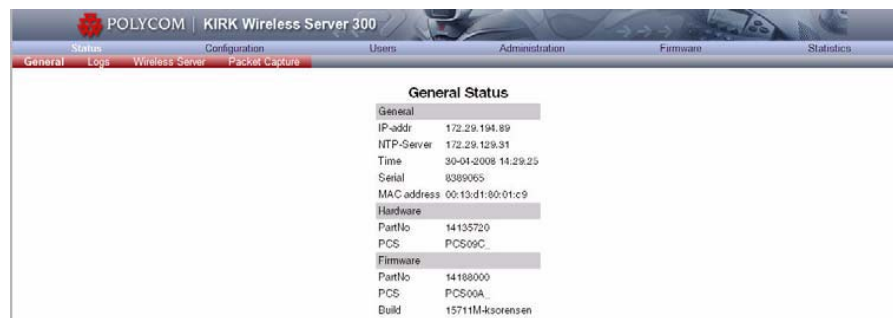 POLYCOM | KIRK Wireless Server 300
Status Configuration Users Administration Firmware Statistics
General Logs Wireless Server Packet Capture
General Status
General
IP-addr 172.29.194.89
NTP-Server 172.29.129.31
Time 30-04-2008 14:29:25
Serial 8389065
MAC address 00:13:d1:80:01:c9
Hardware
PartNo 14135720
PCS PCS09C_
Firmware
PartNo 14188000
PCS PCS00A_
Build 15711M-ksorensen